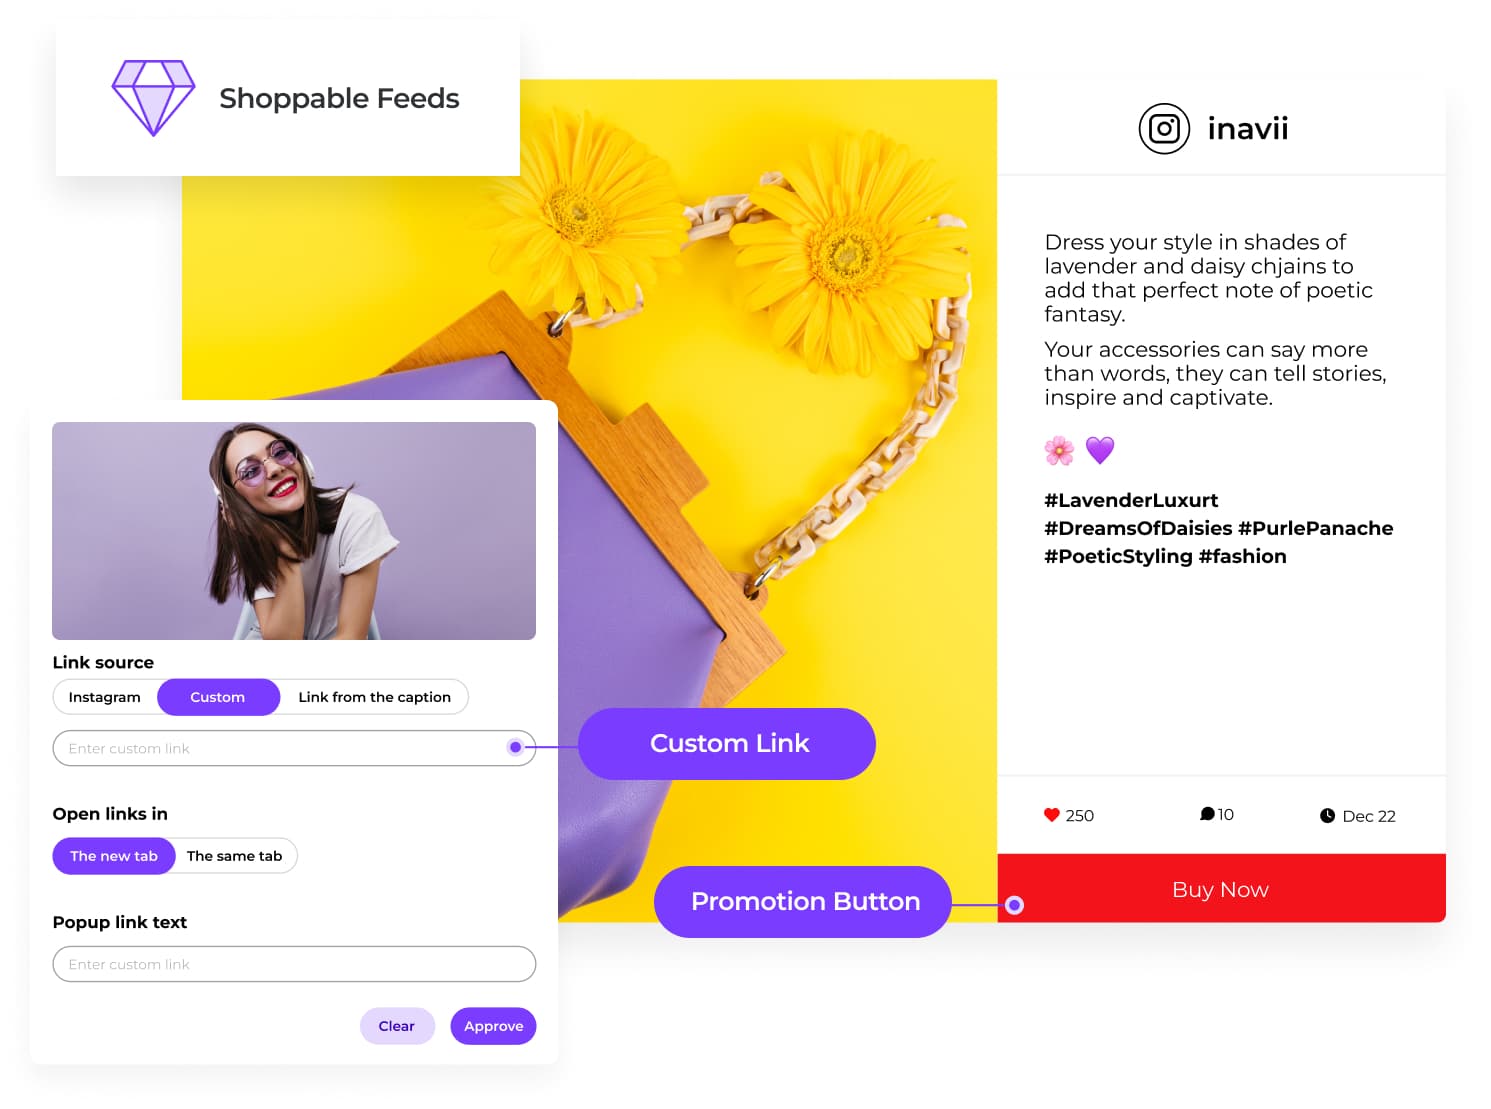 Shoppable Feeds
inavii
Dress your style in shades of
lavender and daisy chjains to
add that perfect note of poetic
fantasy.
Your accessories can say more
than words, they can tell stories,
inspire and captivate.
🌸 💜
#LavenderLuxurt
#DreamsOfDaisies #PurlePanache
#PoeticStyling #fashion
250
10
Dec 22
Buy Now
Link source
Instagram
Custom
Link from the caption
Enter custom link
Custom Link
Open links in
The new tab
The same tab
Promotion Button
Popup link text
Enter custom link
Clear
Approve